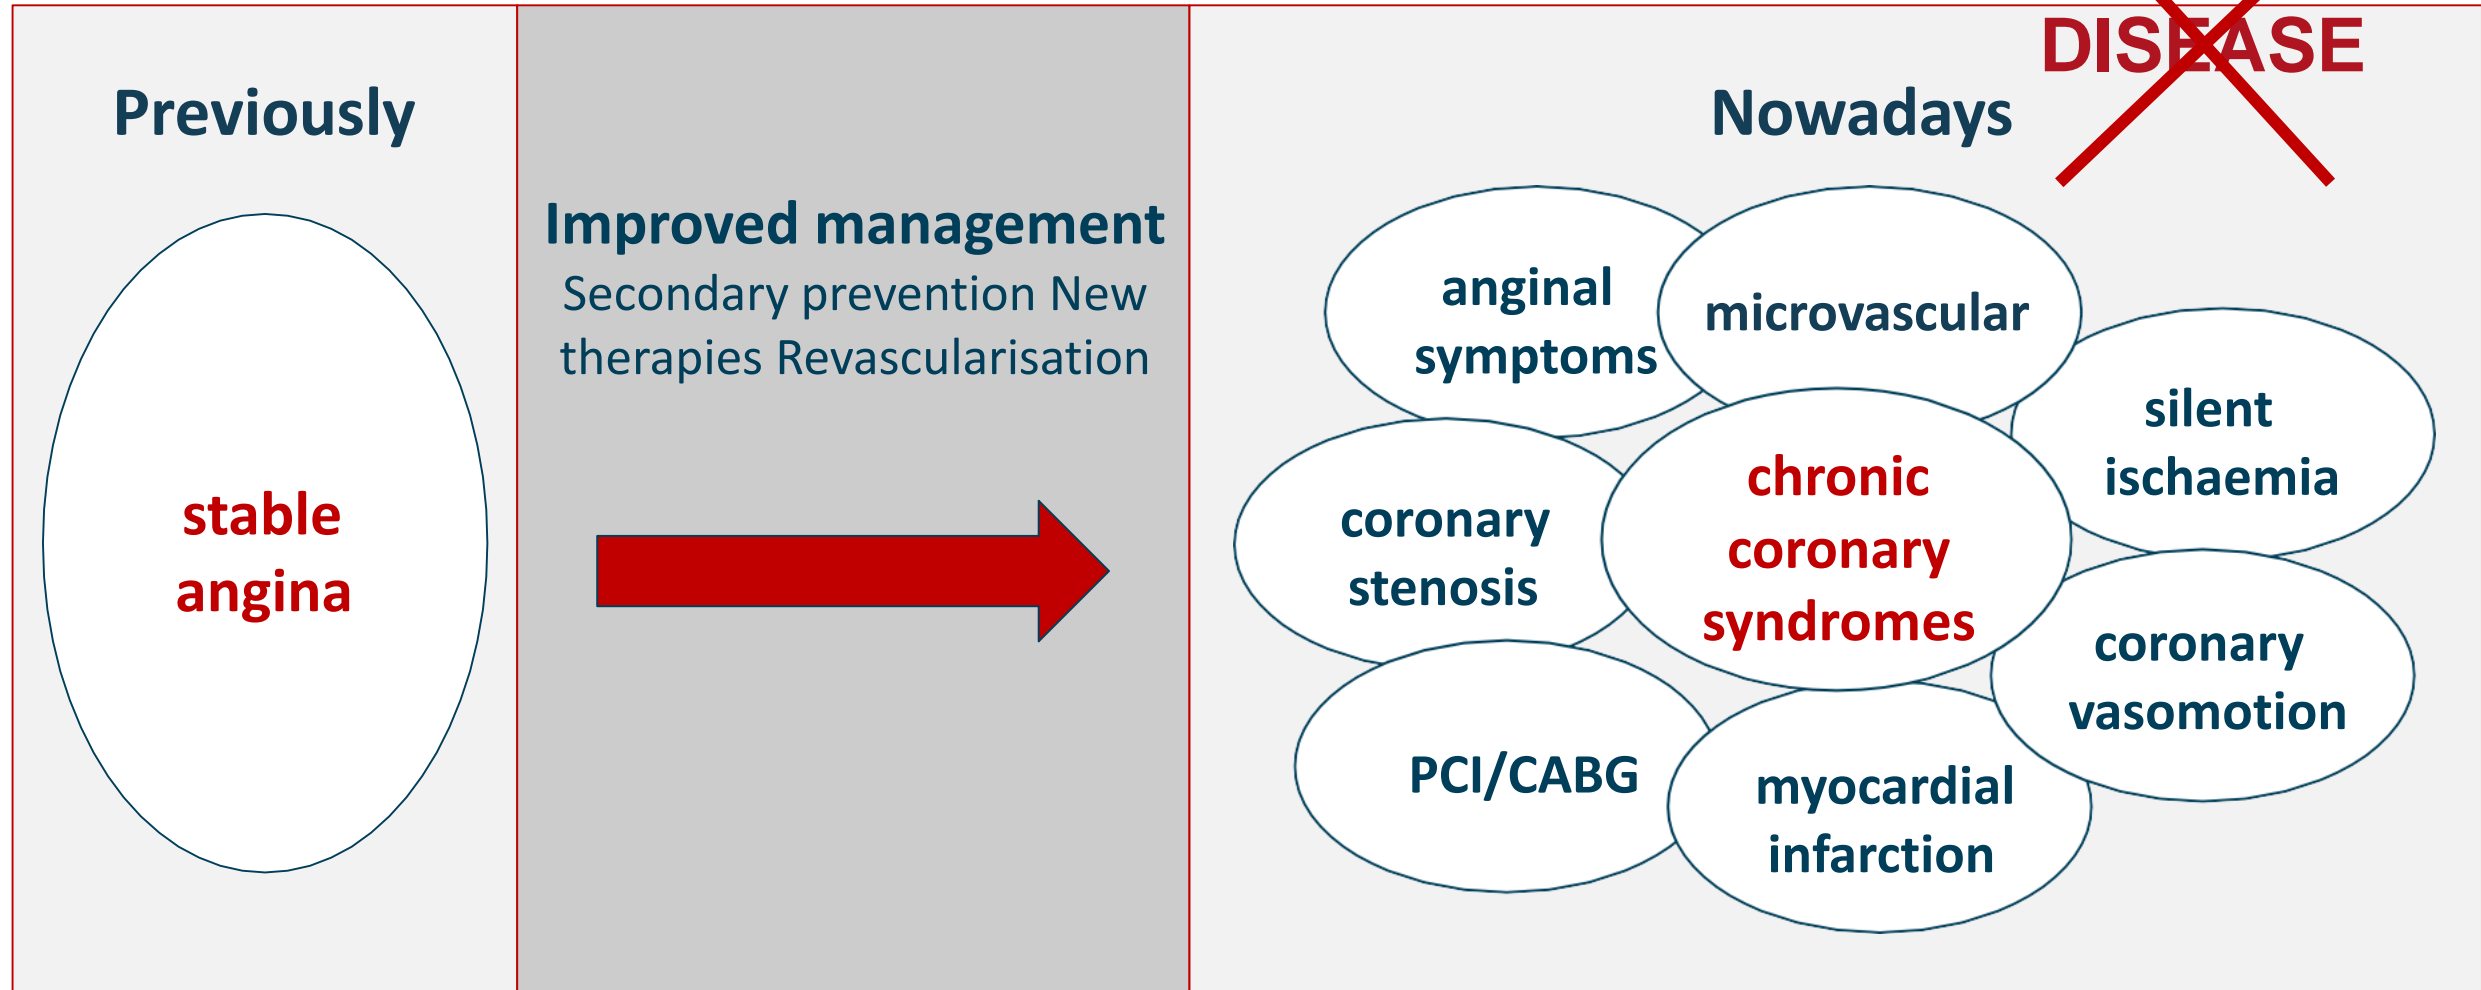 DISEASE
Previously
Nowadays
Improved management
Secondary prevention New
therapies Revascularisation
stable
angina
anginal
symptoms
microvascular
silent
ischaemia
coronary
stenosis
chronic
coronary
syndromes
coronary
vasomotion
PCI/CABG
myocardial
infarction